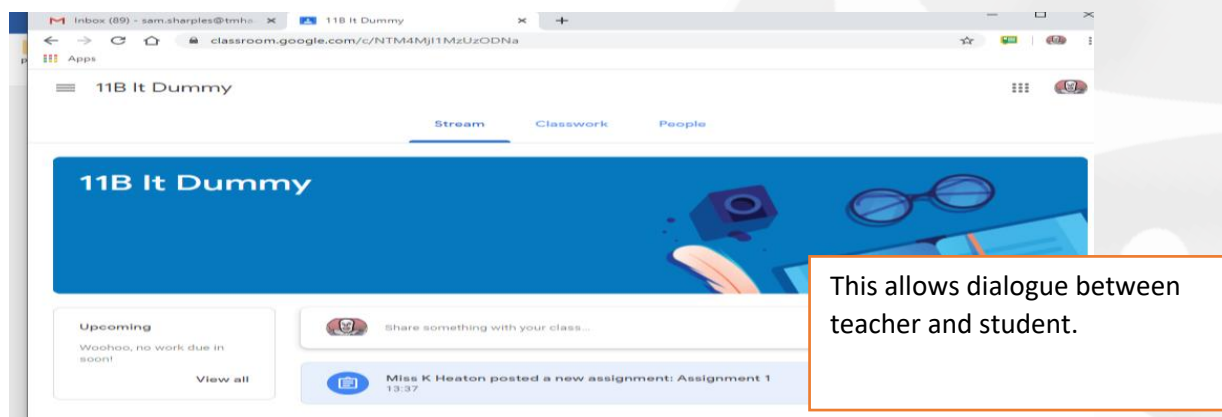 Inbox (89) - sam.sharples@tmha
11B It Dummy
classroom.google.com/c/NTM4MjI1MzUzODNa
Apps
11B It Dummy
Stream Classwork People
11B It Dummy
This allows dialogue between
teacher and student.
Upcoming
Woohoo, no work due in
soon!
View all
Share something with your class...
Miss K Heaton posted a new assignment: Assignment 1
13:37